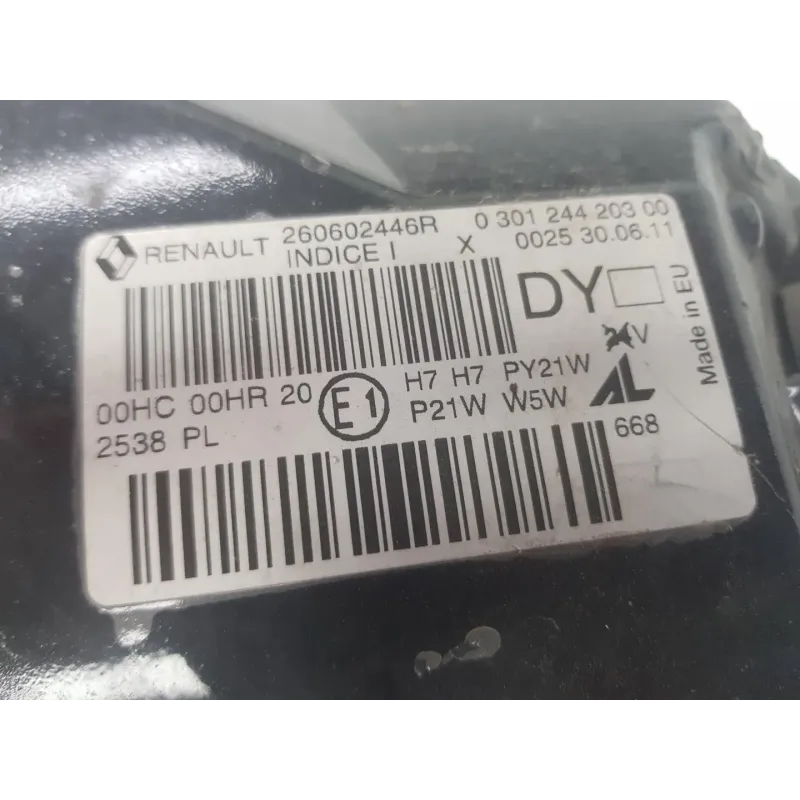 RENAULT 260602446R 0 301 244 203 00
INDICE I X 0025 30.06.11
DY
Made in EU
V
00HC 00HR 20 E1 H7 H7 PY21W
2538 PL P21W W5W AL
668